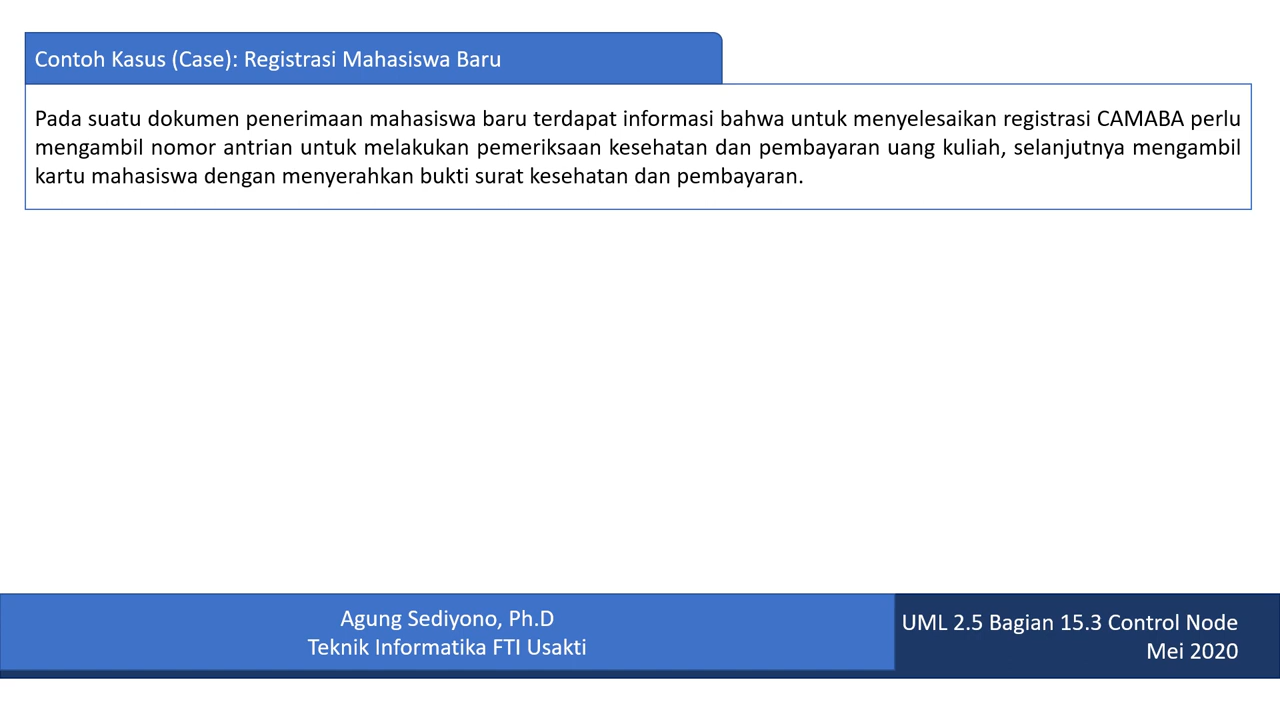 Contoh Kasus (Case): Registrasi Mahasiswa Baru
Pada suatu dokumen penerimaan mahasiswa baru terdapat informasi bahwa untuk menyelesaikan registrasi CAMABA perlu
mengambil nomor antrian untuk melakukan pemeriksaan kesehatan dan pembayaran uang kuliah, selanjutnya mengambil
kartu mahasiswa dengan menyerahkan bukti surat kesehatan dan pembayaran.
Agung Sediyono, Ph.D
Teknik Informatika FTI Usakti
UML 2.5 Bagian 15.3 Control Node
Mei 2020